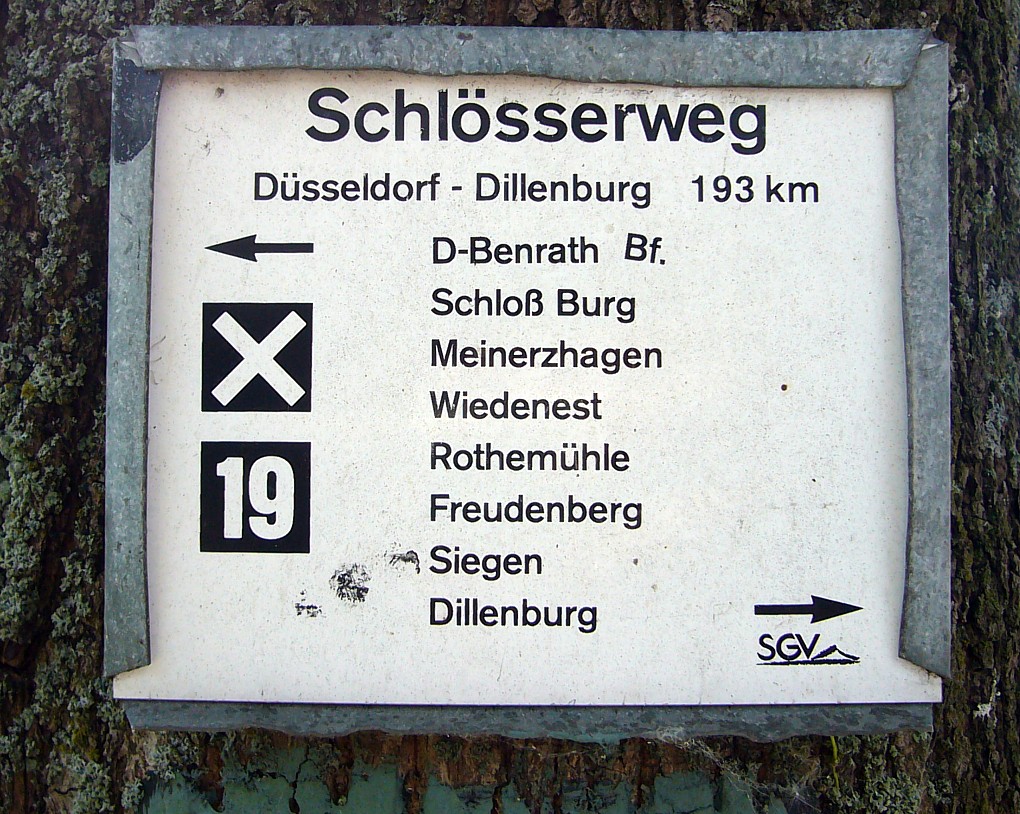 Schlösserweg
Düsseldorf - Dillenburg 193 km
D-Benrath Bf.
Schloß Burg
Meinerzhagen
Wiedenest
Rothemühle
19
Freudenberg
Siegen
Dillenburg
SGV